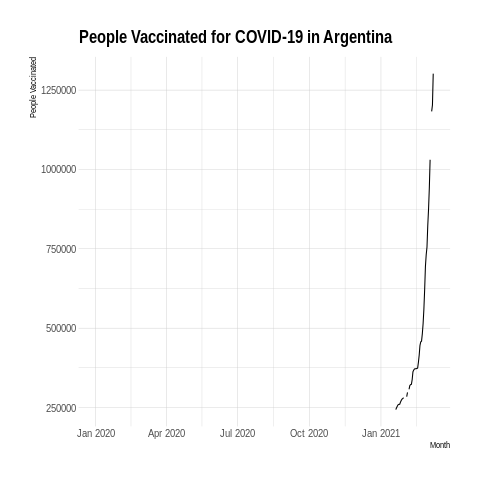 People Vaccinated for COVID-19 in Argentina
People Vaccinated
1250000
1000000
750000
500000
250000
Jan 2020 Apr 2020 Jul 2020 Oct 2020 Jan 2021
Month